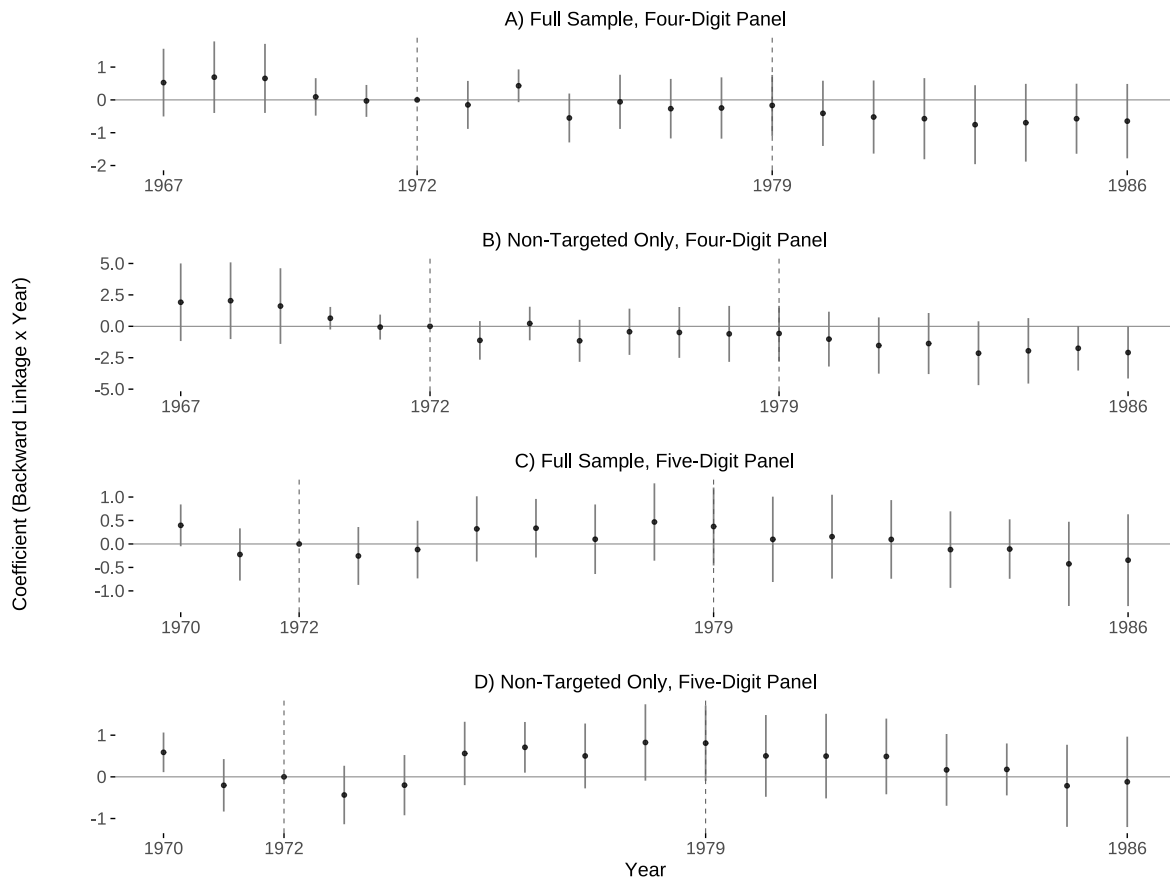 A) Full Sample, Four-Digit Panel
1
0
-1
-2
1967 1972 1979 1986
B) Non-Targeted Only, Four-Digit Panel
5.0
2.5
0.0
-2.5
-5.0
1967 1972 1979 1986
C) Full Sample, Five-Digit Panel
1.0
0.5
0.0
-0.5
-1.0
1970 1972 1979 1986
D) Non-Targeted Only, Five-Digit Panel
1
0
-1
1970 1972 1979 1986
Year
Coefficient (Backward Linkage x Year)